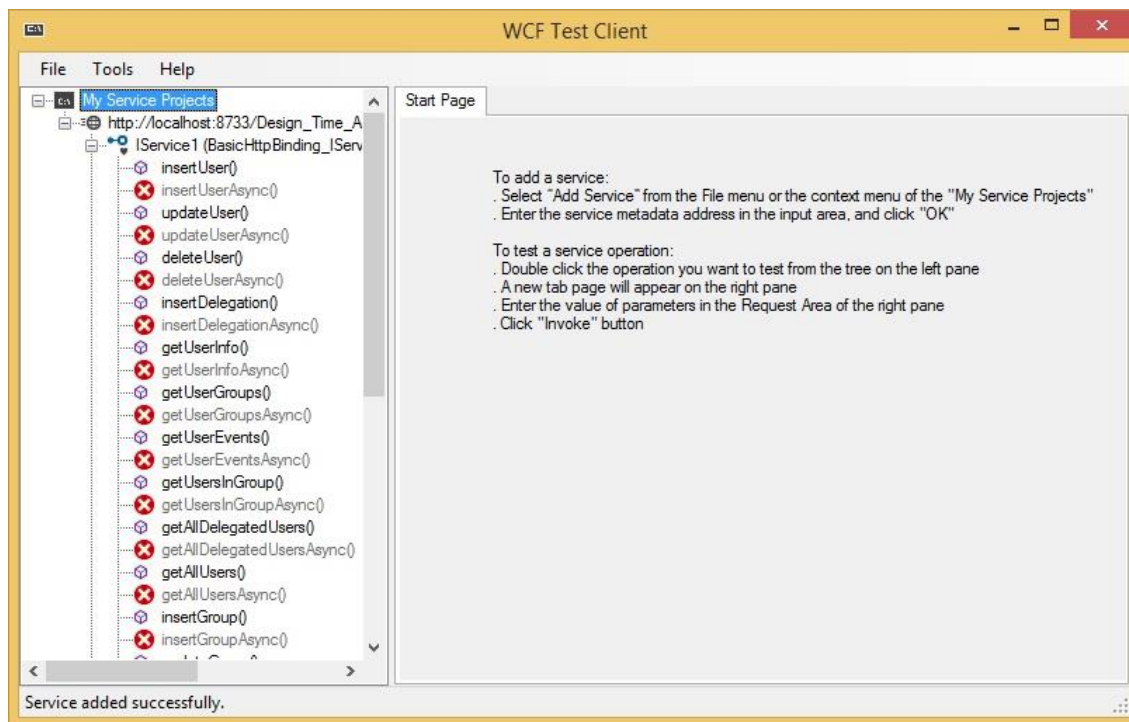 WCF Test Client
File Tools Help
My Service Projects
http://localhost:8733/Design_Time_A
IService1 (BasicHttpBinding_IServ
insertUser()
insertUserAsync()
updateUser()
updateUserAsync()
deleteUser()
deleteUserAsync()
insertDelegation()
insertDelegationAsync()
getUserInfo()
getUserInfoAsync()
getUserGroups()
getUserGroupsAsync()
getUserEvents()
getUserEventsAsync()
getUsersInGroup()
getUsersInGroupAsync()
getAllDelegatedUsers()
getAllDelegatedUsersAsync()
getAllUsers()
getAllUsersAsync()
insertGroup()
insertGroupAsync()
Start Page
To add a service:
. Select "Add Service" from the File menu or the context menu of the "My Service Projects"
. Enter the service metadata address in the input area, and click "OK"
To test a service operation:
. Double click the operation you want to test from the tree on the left pane
. A new tab page will appear on the right pane
. Enter the value of parameters in the Request Area of the right pane
. Click "Invoke" button
Service added successfully.